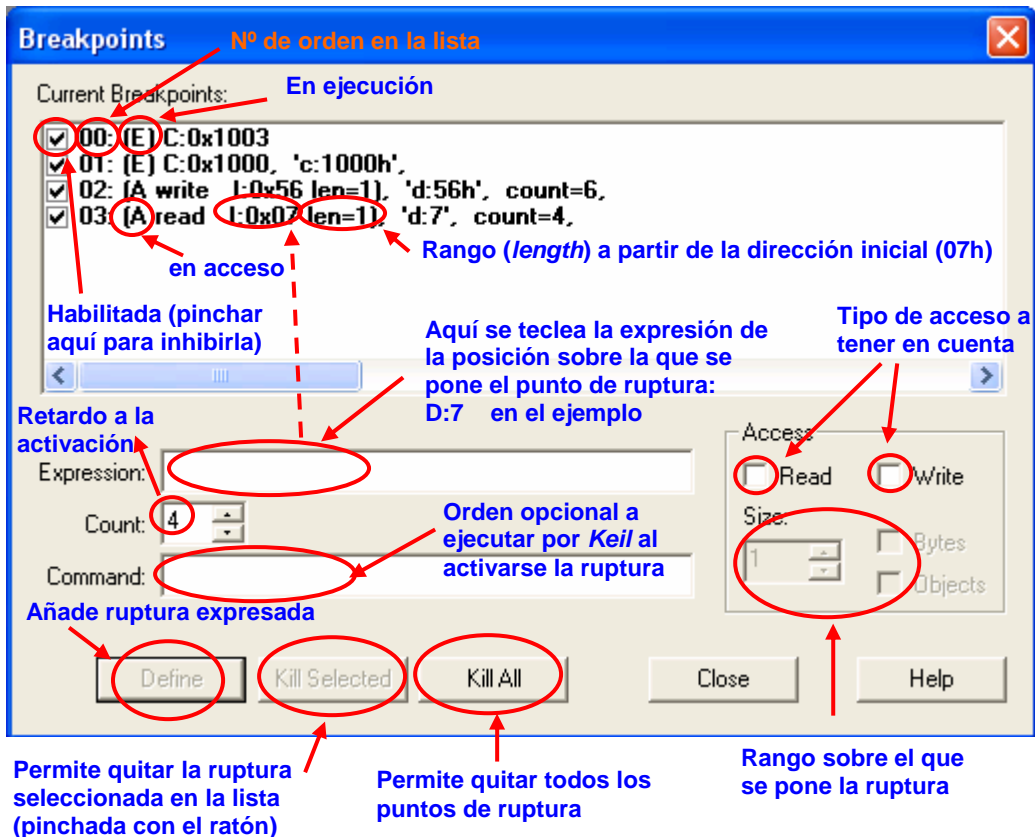 Breakpoints
Nº de orden en la lista
Current Breakpoints:
En ejecución
00: (E) C:0x1003
01: (E) C:0x1000, 'c:1000h',
02: (A write I:0x56 len=1), 'd:56h', count=6,
03: (A read I:0x07 len=1), 'd:7', count=4,
Rango (length) a partir de la dirección inicial (07h)
en acceso
Habilitada (pinchar
aquí para inhibirla)
Aquí se teclea la expresión de
la posición sobre la que se
pone el punto de ruptura:
D:7 en el ejemplo
Tipo de acceso a
tener en cuenta
Retardo a la
activación
Expression:
Access
Read
Write
Count:
4
Orden opcional a
ejecutar por Keil al
activarse la ruptura
Size:
1
Bytes
Objects
Command:
Añade ruptura expresada
Define
Kill Selected
Kill All
Close
Help
Permite quitar la ruptura
seleccionada en la lista
(pinchada con el ratón)
Permite quitar todos los
puntos de ruptura
Rango sobre el que
se pone la ruptura